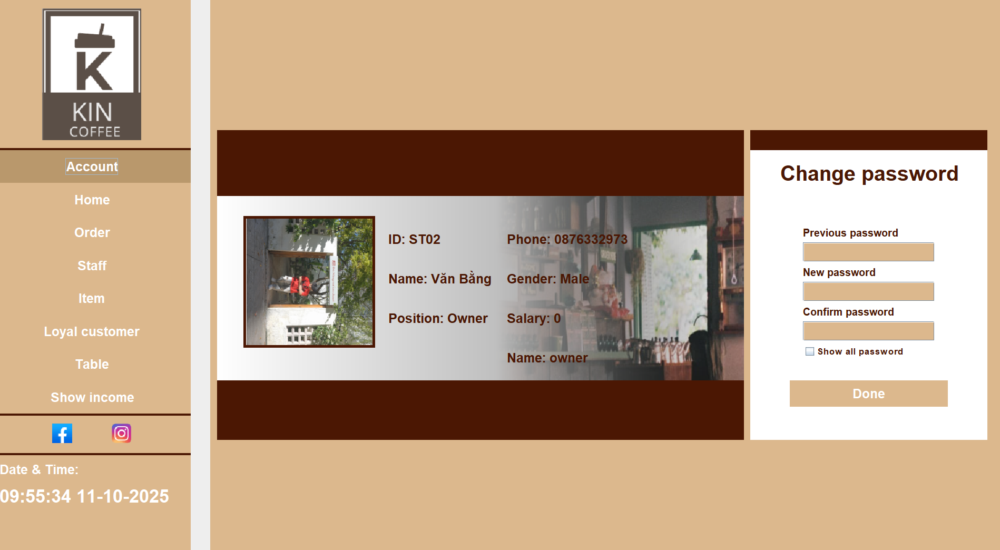 K
KIN
COFFEE
Account
Home
Order
Staff
Item
Loyal customer
Table
Show income
Date & Time:
09:55:34 11-10-2025
ID: ST02
Name: Văn Bằng
Position: Owner
Phone: 0876332973
Gender: Male
Salary: 0
Name: owner
Change password
Previous password
New password
Confirm password
Show all password
Done